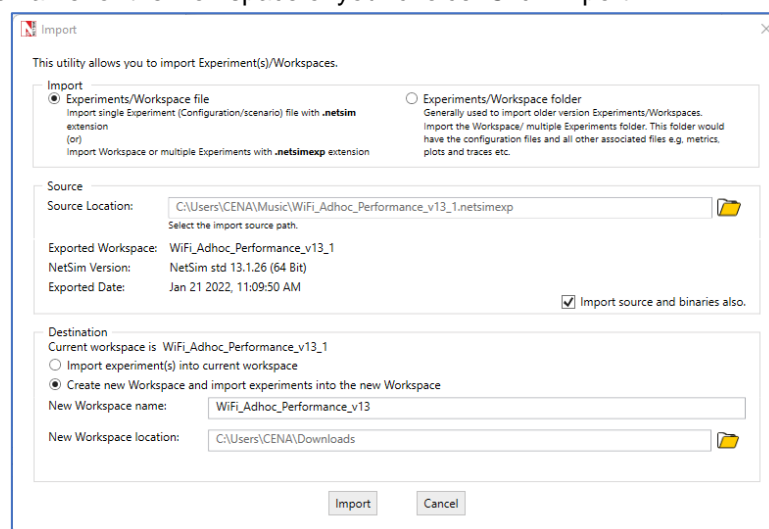 Import
This utility allows you to import Experiment(s)/Workspaces.
Import
Experiments/Workspace file
Import single Experiment (Configuration/scenario) file with .netsim
extension
(or)
Import Workspace or multiple Experiments with .netsimexp extension
Experiments/Workspace folder
Generally used to import older version Experiments/Workspaces.
Import the Workspace/ multiple Experiments folder. This folder would
have the configuration files and all other associated files e.g, metrics,
plots and traces etc.
Source
Source Location: C:\Users\CENA\Music\WiFi_Adhoc_Performance_v13_1.netsimexp
Select the import source path.
Exported Workspace: WiFi_Adhoc_Performance_v13_1
NetSim Version: NetSim std 13.1.26 (64 Bit)
Exported Date: Jan 21 2022, 11:09:50 AM
Import source and binaries also.
Destination
Current workspace is WiFi_Adhoc_Performance_v13_1
Import experiment(s) into current workspace
Create new Workspace and import experiments into the new Workspace
New Workspace name: WiFi_Adhoc_Performance_v13
New Workspace location: C:\Users\CENA\Downloads
Import Cancel